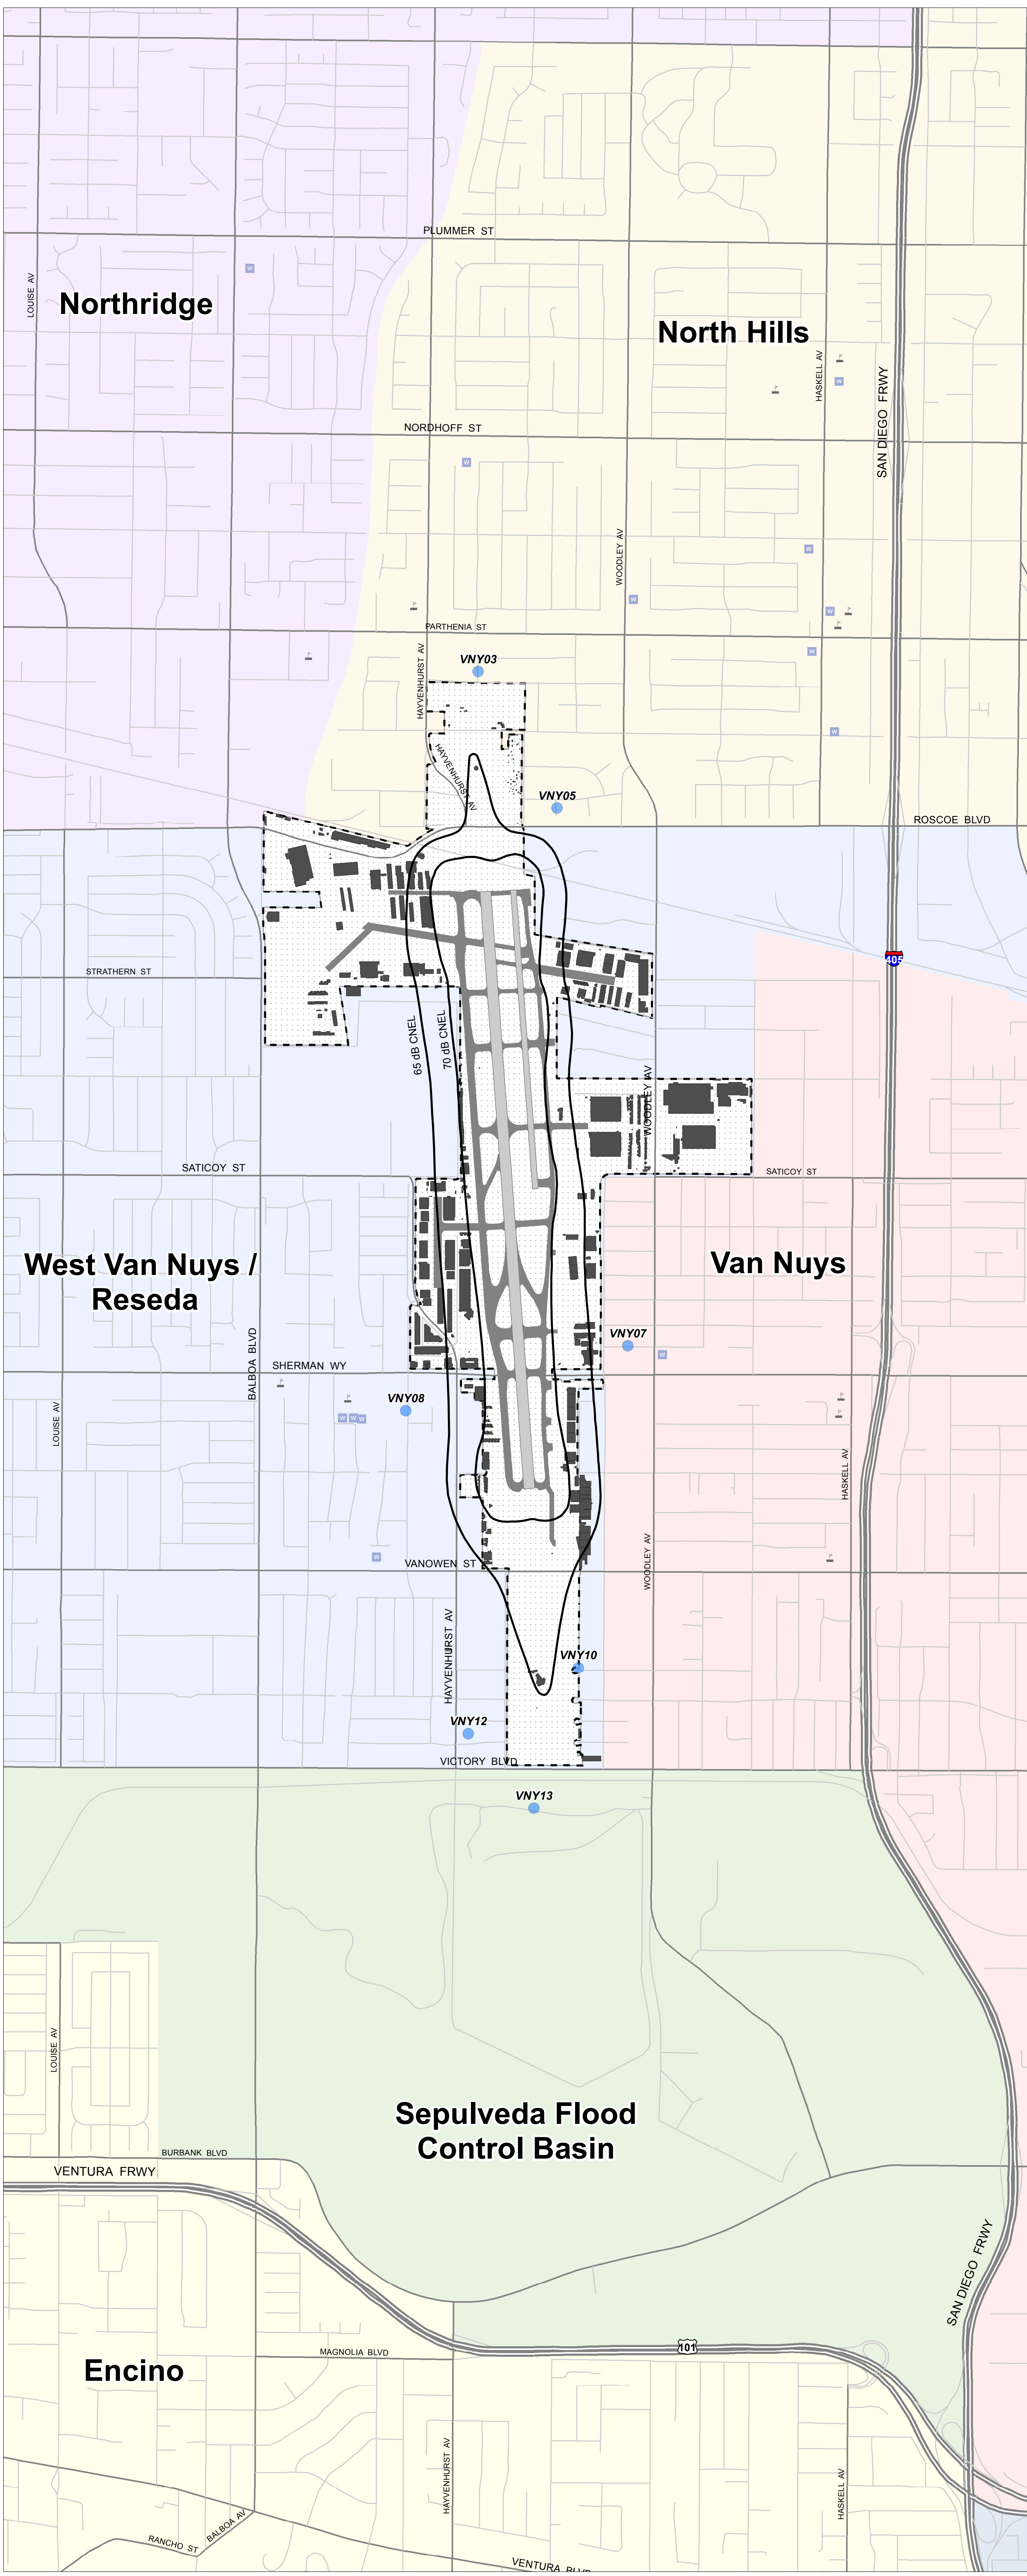 PLUMMER ST
LOUISE AV
Northridge
North Hills
HASKELL AV
SAN DIEGO FRWY
W
W
NORDHOFF ST
W
WOODLEY AV
W
W
W
PARTHENIA ST
W
HAYVENHURST AV
VNY03
W
HAYVENHURST AV
VNY05
ROSCOE BLVD
405
STRATHERN ST
65 dB CNEL
70 dB CNEL
WOODLEY AV
SATICOY ST
SATICOY ST
West Van Nuys /
Reseda
Van Nuys
VNY07
W
BALBOA BLVD
SHERMAN WY
VNY08
W W W
LOUISE AV
HASKELL AV
W
VANOWEN ST
WOODLEY AV
HAYVENHURST AV
VNY10
VNY12
VICTORY BLVD
VNY13
LOUISE AV
Sepulveda Flood
Control Basin
BURBANK BLVD
VENTURA FRWY
SAN DIEGO FRWY
101
MAGNOLIA BLVD
Encino
HAYVENHURST AV
HASKELL AV
BALBOA AV
RANCHO ST
VENTURA BLVD